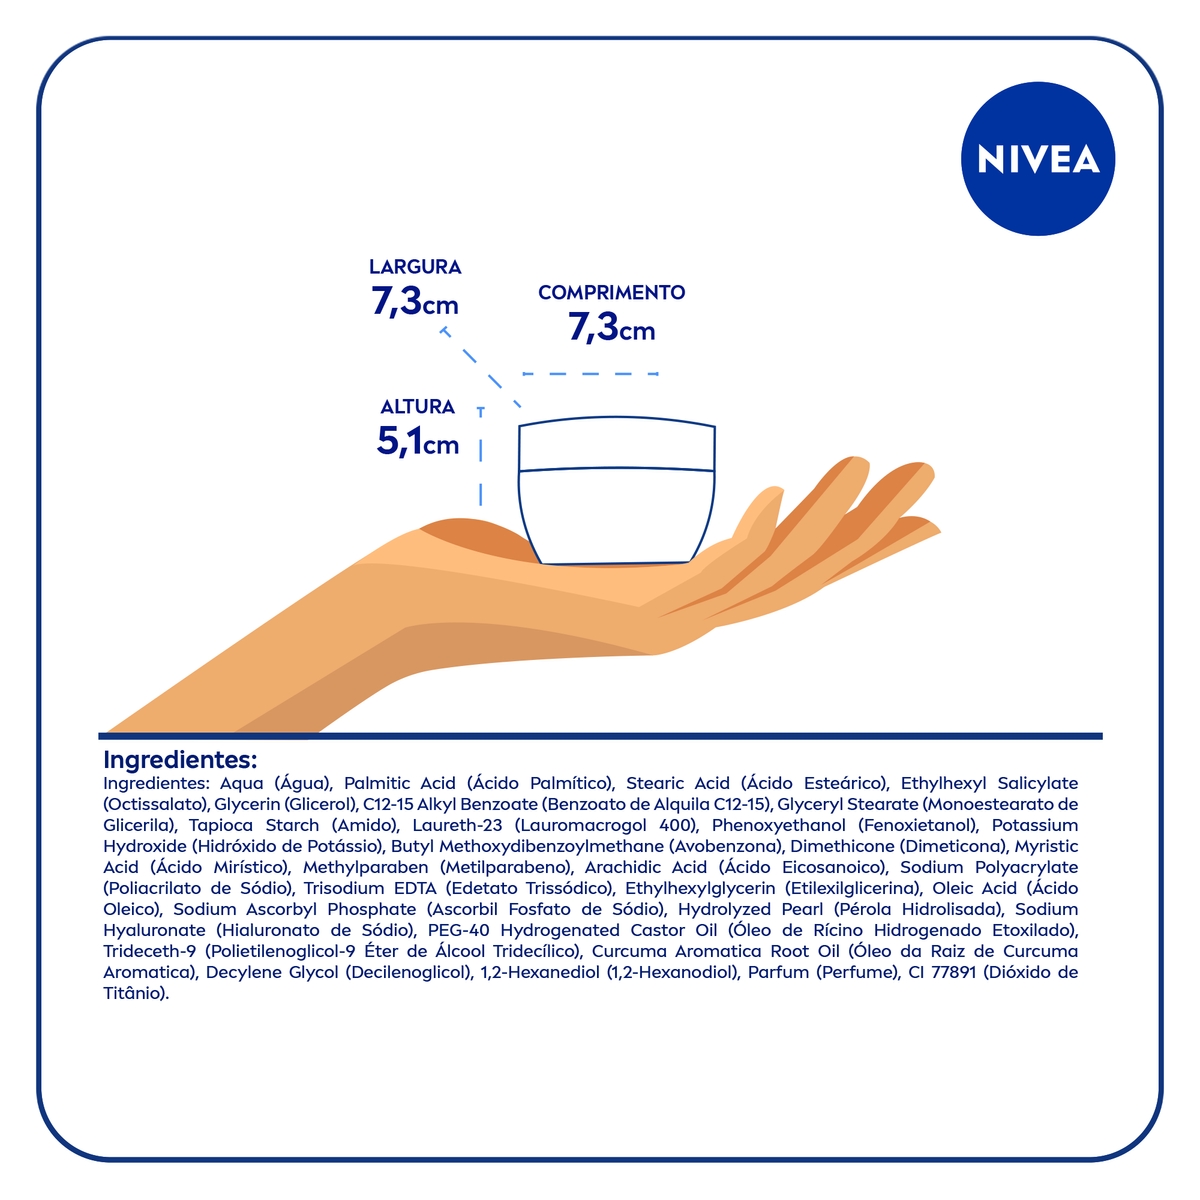 NIVEA
LARGURA
7,3cm
COMPRIMENTO
7,3cm
ALTURA
5,1cm
Ingredientes:
Ingredientes: Aqua (Água), Palmitic Acid (Ácido Palmítico), Stearic Acid (Ácido Esteárico), Ethylhexyl Salicylate
(Octissalato), Glycerin (Glicerol), C12-15 Alkyl Benzoate (Benzoato de Alquila C12-15), Glyceryl Stearate (Monoestearato de
Glicerila), Tapioca Starch (Amido), Laureth-23 (Lauromacrogol 400), Phenoxyethanol (Fenoxietanol), Potassium
Hydroxide (Hidróxido de Potássio), Butyl Methoxydibenzoylmethane (Avobenzona), Dimethicone (Dimeticona), Myristic
Acid (Ácido Mirístico), Methylparaben (Metilparabeno), Arachidic Acid (Ácido Eicosanoico), Sodium Polyacrylate
(Poliacrilato de Sódio), Trisodium EDTA (Edetato Trissódico), Ethylhexylglycerin (Etilexilglicerina), Oleic Acid (Ácido
Oleico), Sodium Ascorbyl Phosphate (Ascorbil Fosfato de Sódio), Hydrolyzed Pearl (Pérola Hidrolisada), Sodium
Hyaluronate (Hialuronato de Sódio), PEG-40 Hydrogenated Castor Oil (Óleo de Rícino Hidrogenado Etoxilado),
Trideceth-9 (Polietilenoglicol-9 Éter de Álcool Tridecílico), Curcuma Aromatica Root Oil (Óleo da Raiz de Curcuma
Aromatica), Decylene Glycol (Decilenoglicol), 1,2-Hexanediol (1,2-Hexanodiol), Parfum (Perfume), CI 77891 (Dióxido de
Titânio).